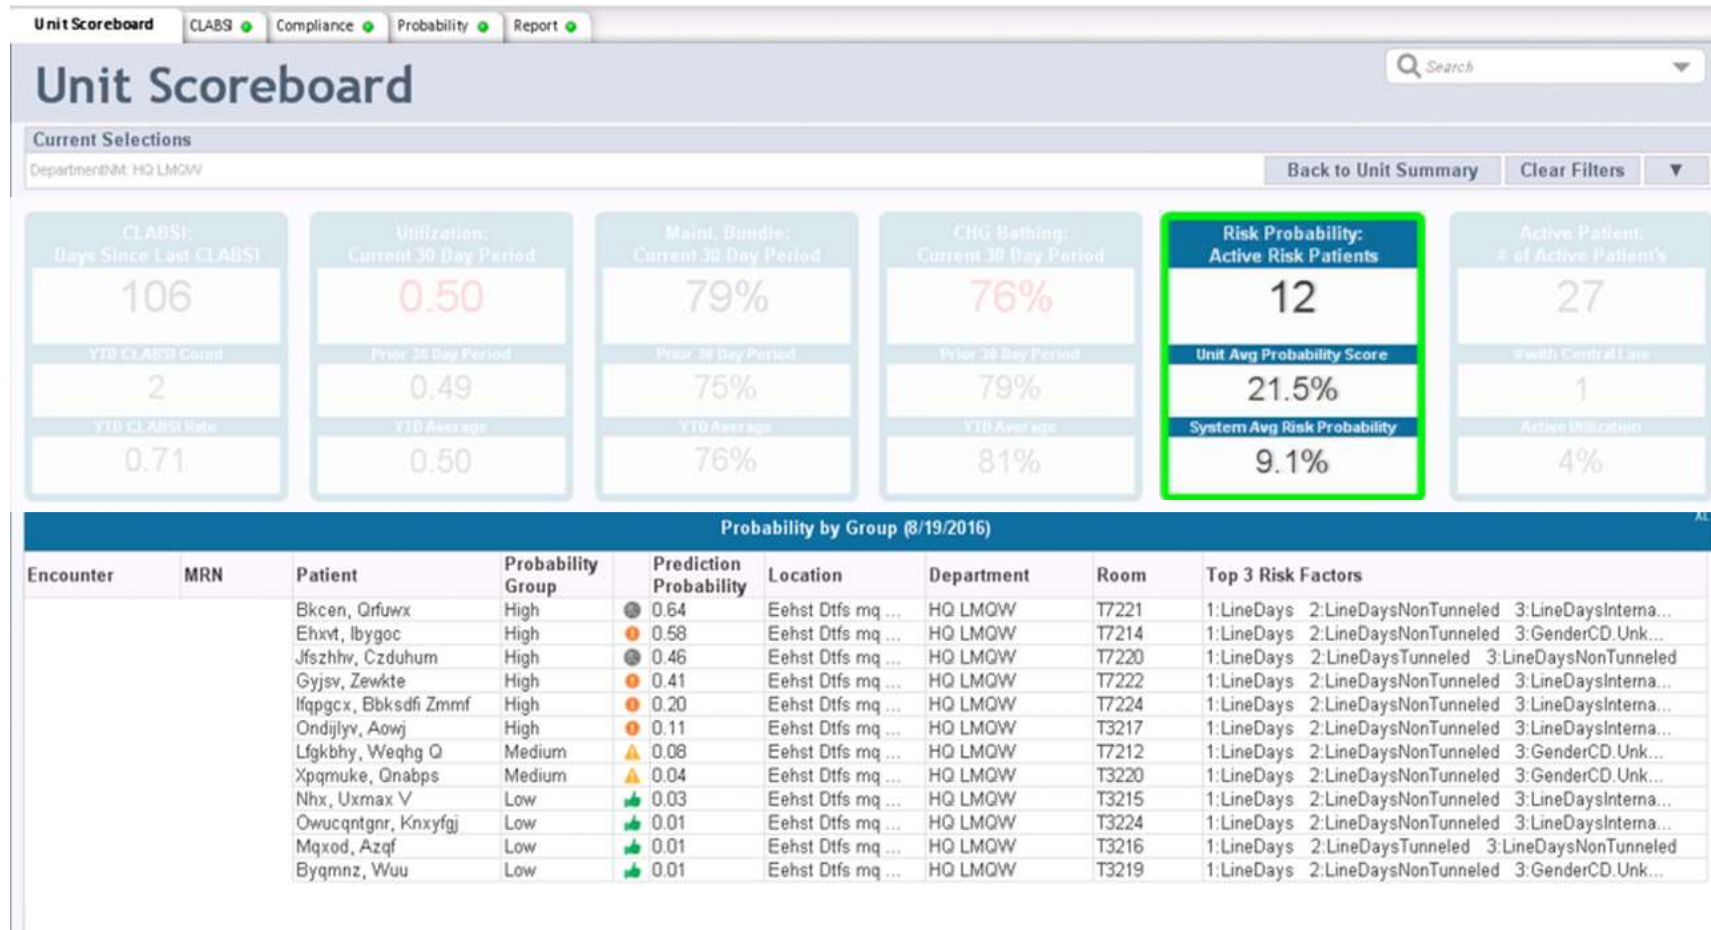 Unit Scoreboard CLABSI Compliance Probability Report
Unit Scoreboard
Search
Current Selections
DepartmentNM: HQ LMQW
Back to Unit Summary Clear Filters
CLABSI: Utilization: Maint. Bundle: CHG Bathing: Risk Probability: Active Patient:
Days Since Last CLABSI Current 30 Day Period Current 30 Day Period Current 30 Day Period Active Risk Patients # of Active Patient's
106 0.50 79% 76% 12 27
YTD CLABSI Count Prior 30 Day Period Prior 30 Day Period Prior 30 Day Period Unit Avg Probability Score # with Central Line
2 0.49 75% 79% 21.5% 1
YTD CLABSI Rate YTD Average YTD Average YTD Average System Avg Risk Probability Active Utilization
0.71 0.50 76% 81% 9.1% 4%
Probability by Group (8/19/2016) XL
Encounter MRN Patient Probability Group Prediction Probability Location Department Room Top 3 Risk Factors
Bkcen, Qrfuwx High 0.64 Eehst Dtfs mq ... HQ LMQW T7221 1:LineDays 2:LineDaysNonTunneled 3:LineDaysInterna...
Ehxvt, Ibygoc High 0.58 Eehst Dtfs mq ... HQ LMQW T7214 1:LineDays 2:LineDaysNonTunneled 3:GenderCD.Unk...
Jfszhhv, Czduhum High 0.46 Eehst Dtfs mq ... HQ LMQW T7220 1:LineDays 2:LineDaysTunneled 3:LineDaysNonTunneled
Gyjsv, Zewkte High 0.41 Eehst Dtfs mq ... HQ LMQW T7222 1:LineDays 2:LineDaysNonTunneled 3:LineDaysInterna...
Ifqpgcx, Bbksdfi Zmmf High 0.20 Eehst Dtfs mq ... HQ LMQW T7224 1:LineDays 2:LineDaysNonTunneled 3:LineDaysInterna...
Ondijlyv, Aowj High 0.11 Eehst Dtfs mq ... HQ LMQW T3217 1:LineDays 2:LineDaysNonTunneled 3:LineDaysInterna...
Lfgkbhy, Weqhg Q Medium 0.08 Eehst Dtfs mq ... HQ LMQW T7212 1:LineDays 2:LineDaysNonTunneled 3:GenderCD.Unk...
Xpqmuke, Qnabps Medium 0.04 Eehst Dtfs mq ... HQ LMQW T3220 1:LineDays 2:LineDaysNonTunneled 3:GenderCD.Unk...
Nhx, Uxmax V Low 0.03 Eehst Dtfs mq ... HQ LMQW T3215 1:LineDays 2:LineDaysNonTunneled 3:LineDaysInterna...
Owucqntgnr, Knxyfgj Low 0.01 Eehst Dtfs mq ... HQ LMQW T3224 1:LineDays 2:LineDaysNonTunneled 3:LineDaysInterna...
Mqxod, Azqf Low 0.01 Eehst Dtfs mq ... HQ LMQW T3216 1:LineDays 2:LineDaysTunneled 3:LineDaysNonTunneled
Byqmnz, Wuu Low 0.01 Eehst Dtfs mq ... HQ LMQW T3219 1:LineDays 2:LineDaysNonTunneled 3:GenderCD.Unk...